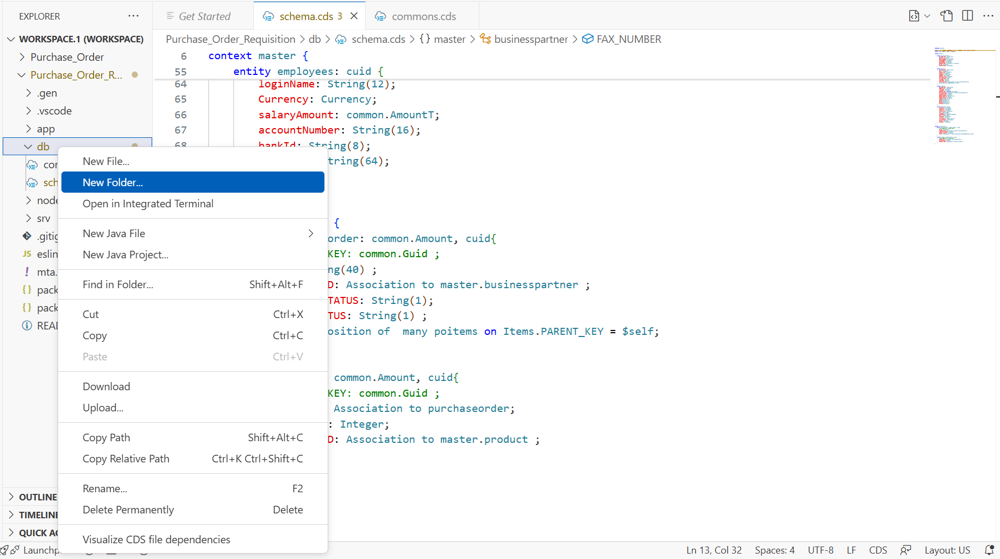 EXPLORER
Get Started
schema.cds 3
commons.cds
WORKSPACE.1 (WORKSPACE)
Purchase_Order_Requisition > db > schema.cds > {} master > businesspartner > FAX_NUMBER
Purchase_Order
Purchase_Order_R...
.gen
.vscode
app
db
con
sch
node
srv
.gitig
JS eslin
! mta.
{} pack
{} pack
READ
OUTLINE
TIMELINE
QUICK AC
6 context master {
55 entity employees: cuid {
64 loginName: String(12);
65 Currency: Currency;
66 salaryAmount: common.AmountT;
67 accountNumber: String(16);
68 bankId: String(8);
tring(64);
{
order: common.Amount, cuid{
KEY: common.Guid ;
ng(40) ;
D: Association to master.businesspartner ;
TATUS: String(1);
TUS: String(1) ;
osition of  many poitems on Items.PARENT_KEY = $self;
common.Amount, cuid{
KEY: common.Guid ;
Association to purchaseorder;
: Integer;
D: Association to master.product ;
New File...
New Folder...
Open in Integrated Terminal
New Java File
New Java Project...
Find in Folder... Shift+Alt+F
Cut Ctrl+X
Copy Ctrl+C
Paste Ctrl+V
Download
Upload...
Copy Path Shift+Alt+C
Copy Relative Path Ctrl+K Ctrl+Shift+C
Rename... F2
Delete Permanently Delete
Visualize CDS file dependencies
Launchp
Ln 13, Col 32 Spaces: 4 UTF-8 LF CDS Layout: US